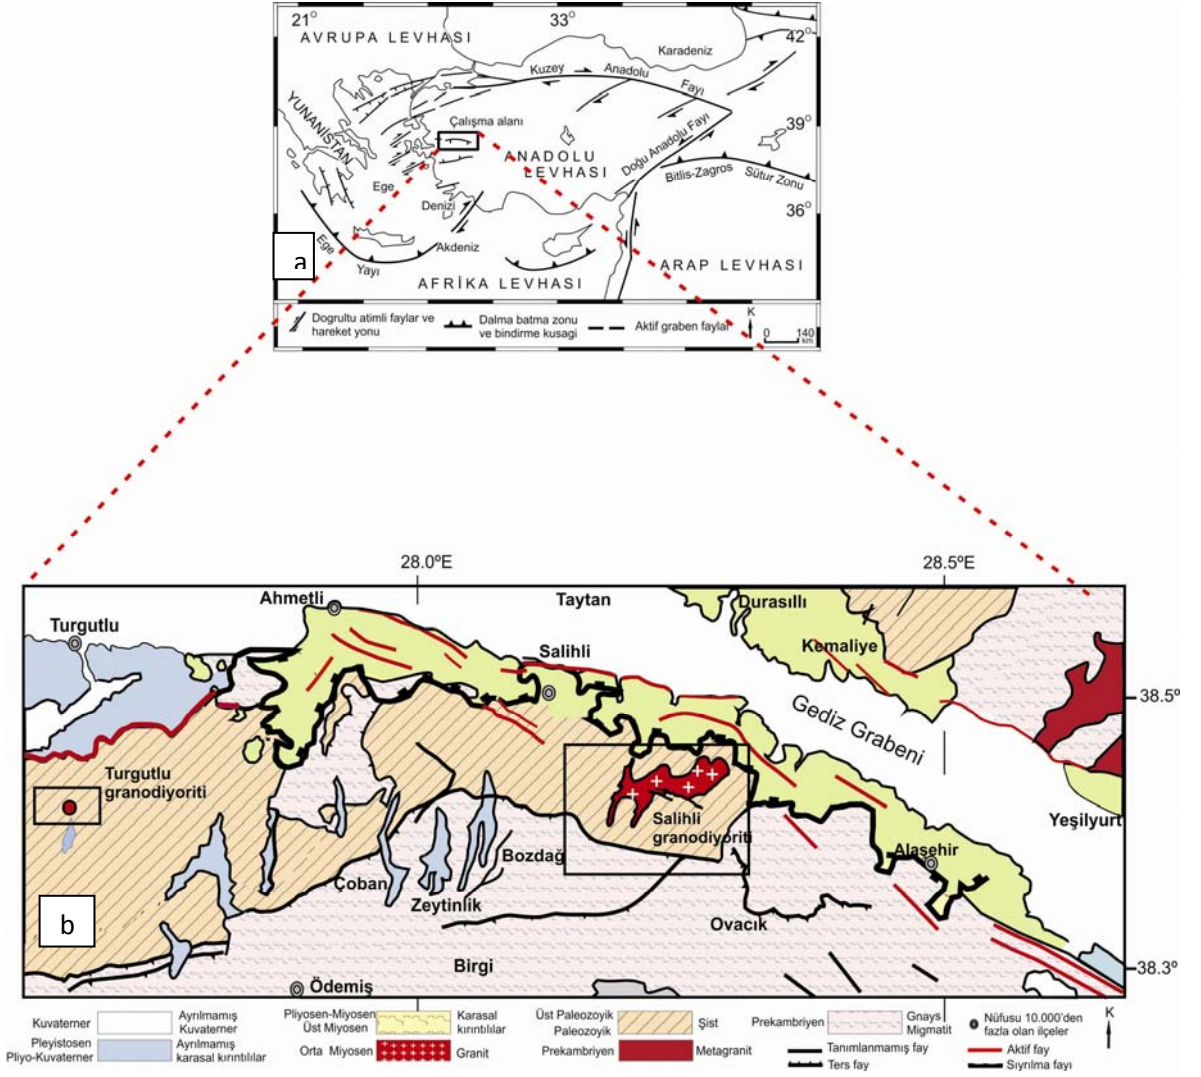 21°
33°
42°
AVRUPA LEVHASI
Karadeniz
Kuzey Anadolu Fayı
YUNANİSTAN
Çalışma alanı
39°
ANADOLU
LEVHASI
Doğu Anadolu Fayı
Bitlis-Zagros Sütur Zonu
Ege
Denizi
36°
Ege
Yayı
Akdeniz
a
ARAP LEVHASI
AFRİKA LEVHASI
Dogrultu atimli faylar ve
hareket yonu
Dalma batma zonu
ve bindirme kusagi
Aktif graben faylai
K
0 140
km
28.0ºE
28.5ºE
Ahmetli
Taytan
Durasıllı
Turgutlu
Salihli
Kemaliye
38.5º
Gediz Grabeni
Turgutlu
granodiyoriti
Salihli
granodiyoriti
Yeşilyurt
Alaşehir
Bozdağ
Çoban
Zeytinlik
Ovacık
b
Birgi
38.3º
Ödemiş
Kuvaterner
Ayrılmamış
Kuvaterner
Pleyistosen
Pliyo-Kuvaterner
Ayrılmamış
karasal kırıntılılar
Pliyosen-Miyosen
Üst Miyosen
Karasal
kırıntılılar
Orta Miyosen
Granit
Üst Paleozoyik
Paleozoyik
Şist
Prekambriyen
Metagranit
Prekambriyen
Gnays
Migmatit
Nüfusu 10.000'den
fazla olan ilçeler
K
Tanımlanmamış fay
Ters fay
Aktif fay
Sıyrılma fayı